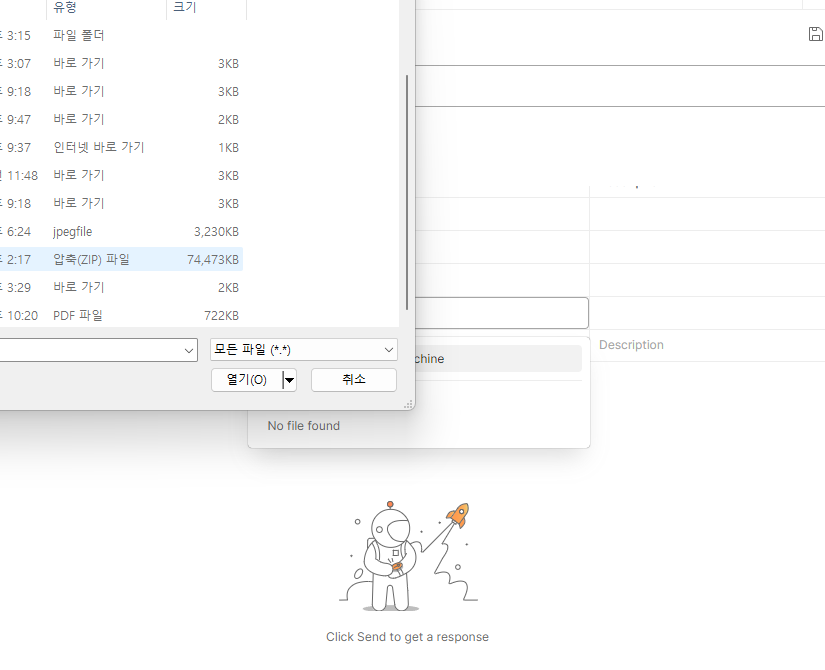 유형 크기
3:15 파일 폴더
3:07 바로 가기 3KB
9:18 바로 가기 3KB
9:47 바로 가기 2KB
9:37 인터넷 바로 가기 1KB
11:48 바로 가기 3KB
9:18 바로 가기 3KB
6:24 jpegfile 3,230KB
2:17 압축(ZIP) 파일 74,473KB
3:29 바로 가기 2KB
10:20 PDF 파일 722KB
모든 파일 (*.*)
열기(O) 취소
chine
Description
No file found
Click Send to get a response